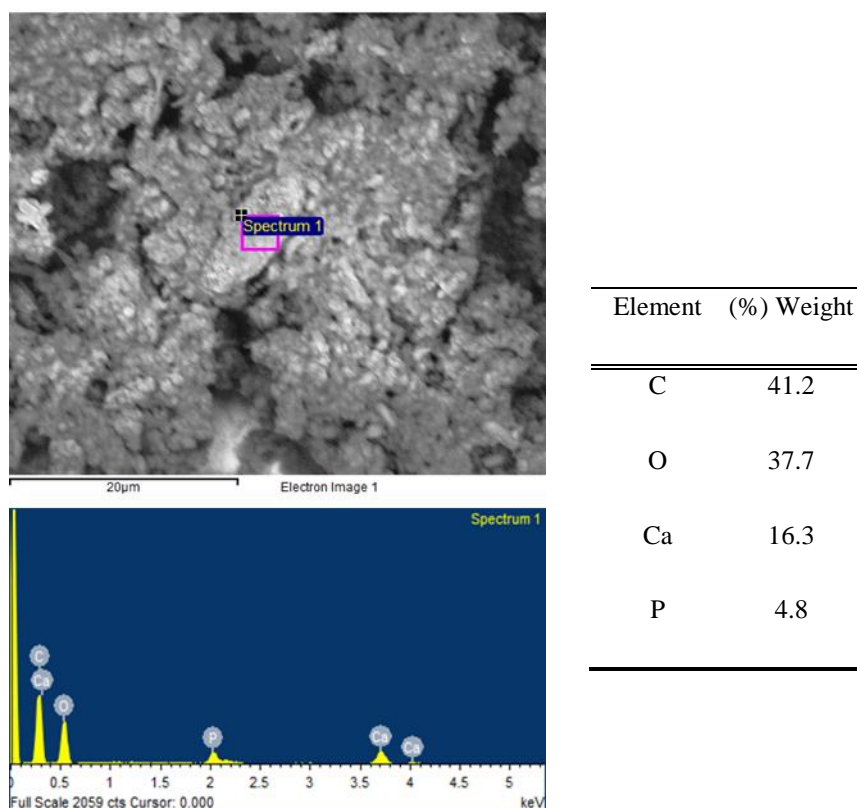 Spectrum 1
20µm Electron Image 1
Spectrum 1
C
Ca
O
P
Ca
Ca
0 0.5 1 1.5 2 2.5 3 3.5 4 4.5 5
Full Scale 2059 cts Cursor: 0.000 keV
Element (%) Weight
C 41.2
O 37.7
Ca 16.3
P 4.8